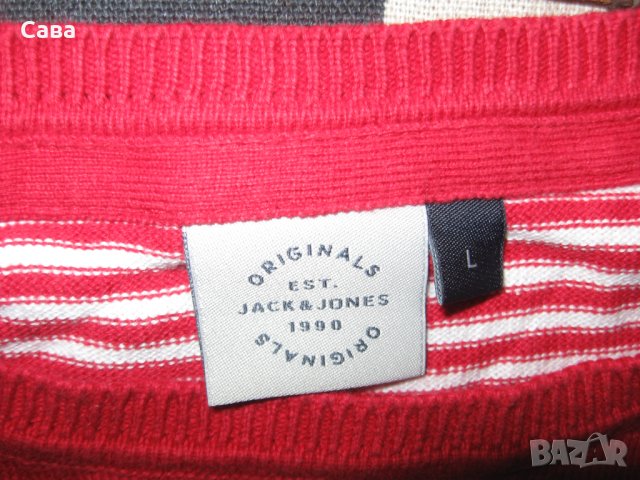 Сава
ORIGINALS
EST.
JACK&JONES
1990
ORIGINALS
L
BAZAR